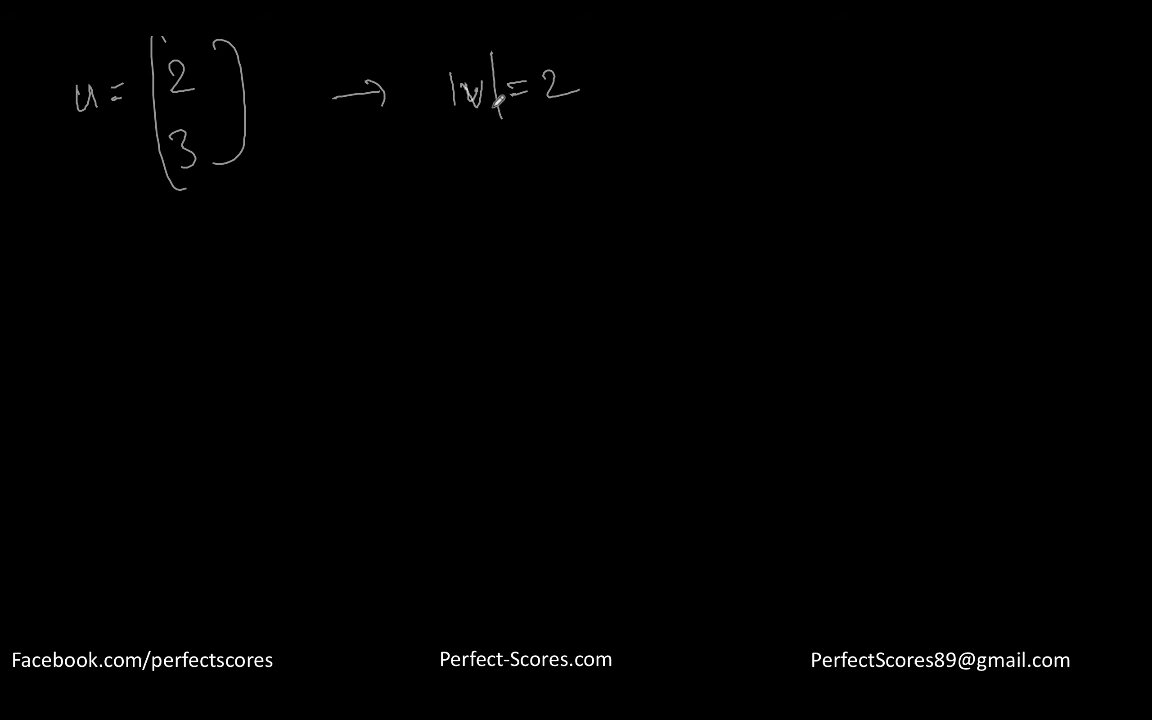 u = (2 3) → |v| = 2
Facebook.com/perfectscores
Perfect-Scores.com
PerfectScores89@gmail.com